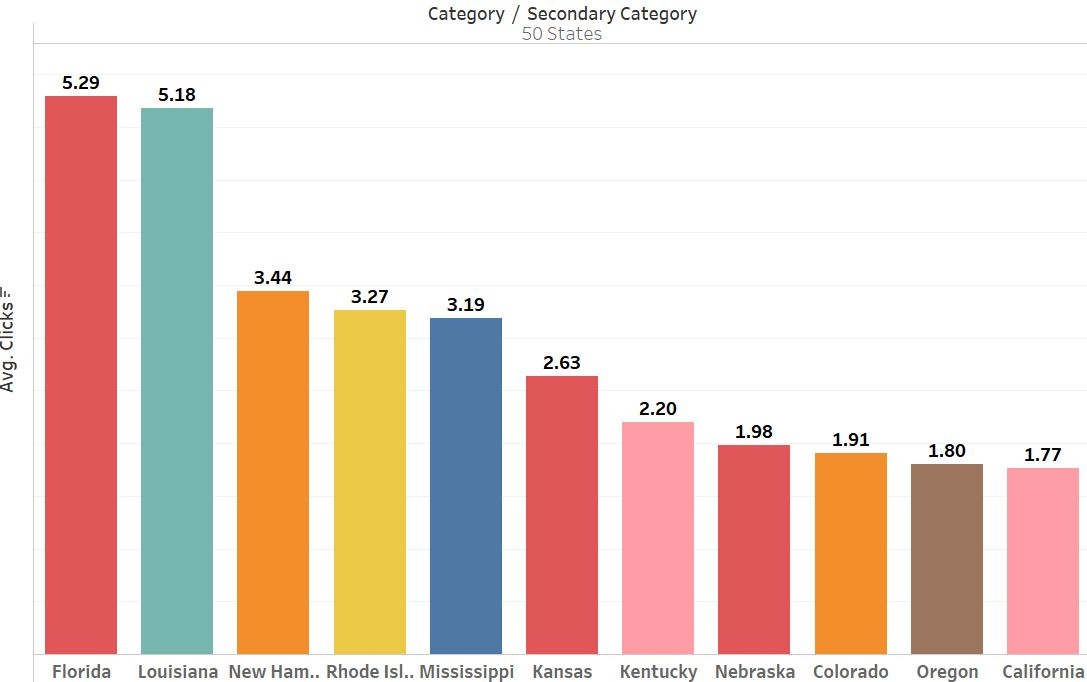 Category / Secondary Category
50 States
Avg. Clicks
5.29
5.18
3.44
3.27
3.19
2.63
2.20
1.98
1.91
1.80
1.77
Florida Louisiana New Ham.. Rhode Isl.. Mississippi Kansas Kentucky Nebraska Colorado Oregon California